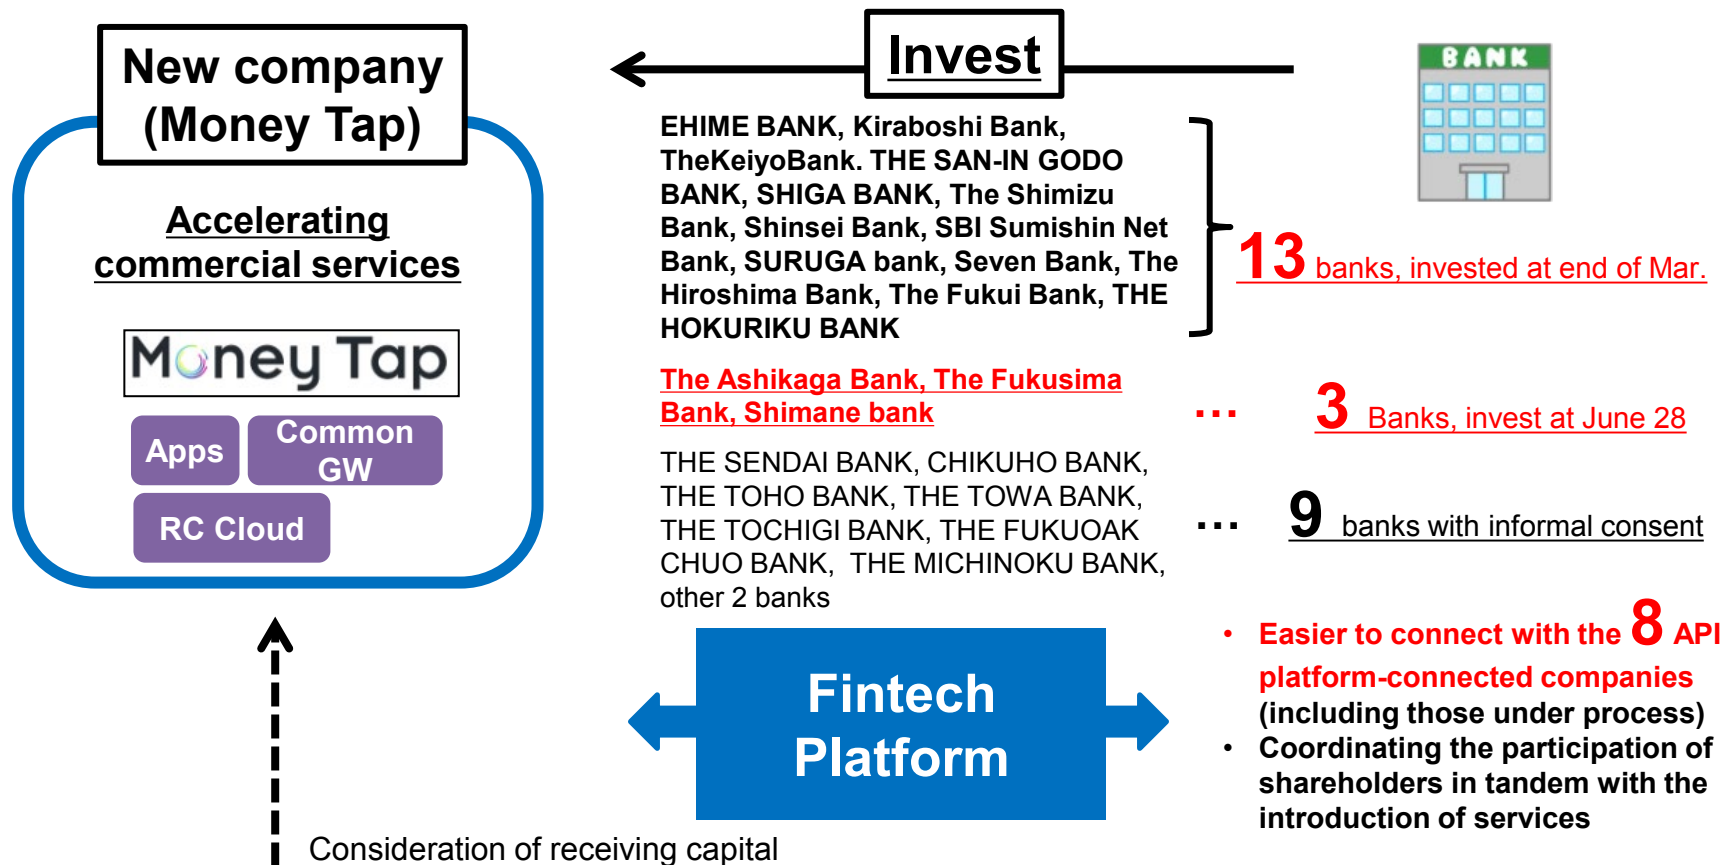 New company
(Money Tap)
Invest
BANK
Accelerating
commercial services
Money Tap
Apps
Common
GW
RC Cloud
EHIME BANK, Kiraboshi Bank,
TheKeiyoBank. THE SAN-IN GODO
BANK, SHIGA BANK, The Shimizu
Bank, Shinsei Bank, SBI Sumishin Net
Bank, SURUGA bank, Seven Bank, The
Hiroshima Bank, The Fukui Bank, THE
HOKURIKU BANK
13 banks, invested at end of Mar.
The Ashikaga Bank, The Fukusima
Bank, Shimane bank
... 3 Banks, invest at June 28
THE SENDAI BANK, CHIKUHO BANK,
THE TOHO BANK, THE TOWA BANK,
THE TOCHIGI BANK, THE FUKUOAK
CHUO BANK, THE MICHINOKU BANK,
other 2 banks
... 9 banks with informal consent
Fintech
Platform
• Easier to connect with the 8 API
platform-connected companies
(including those under process)
• Coordinating the participation of
shareholders in tandem with the
introduction of services
Consideration of receiving capital